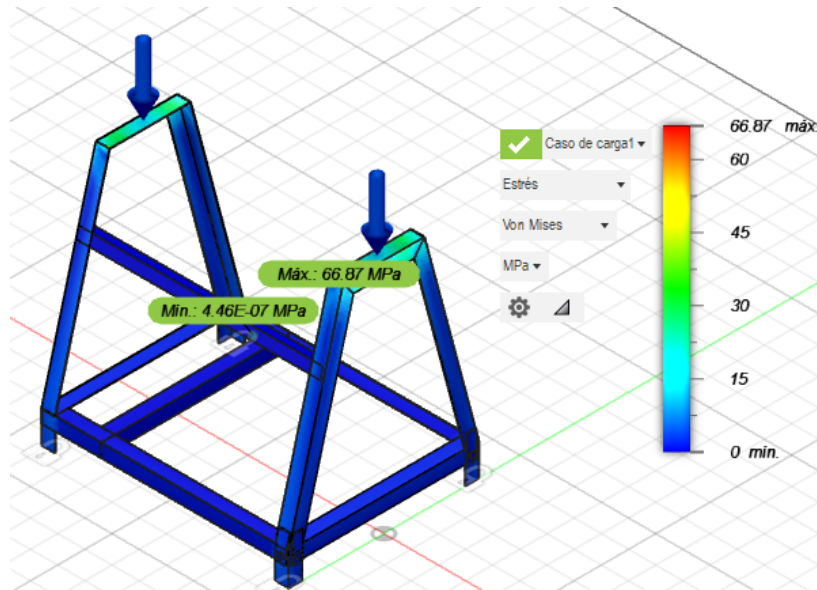 Máx.: 66.87 MPa
Mín.: 4.46E-07 MPa
Caso de carga1
Estrés
Von Mises
MPa
66.87 máx.
60
45
30
15
0 mín.